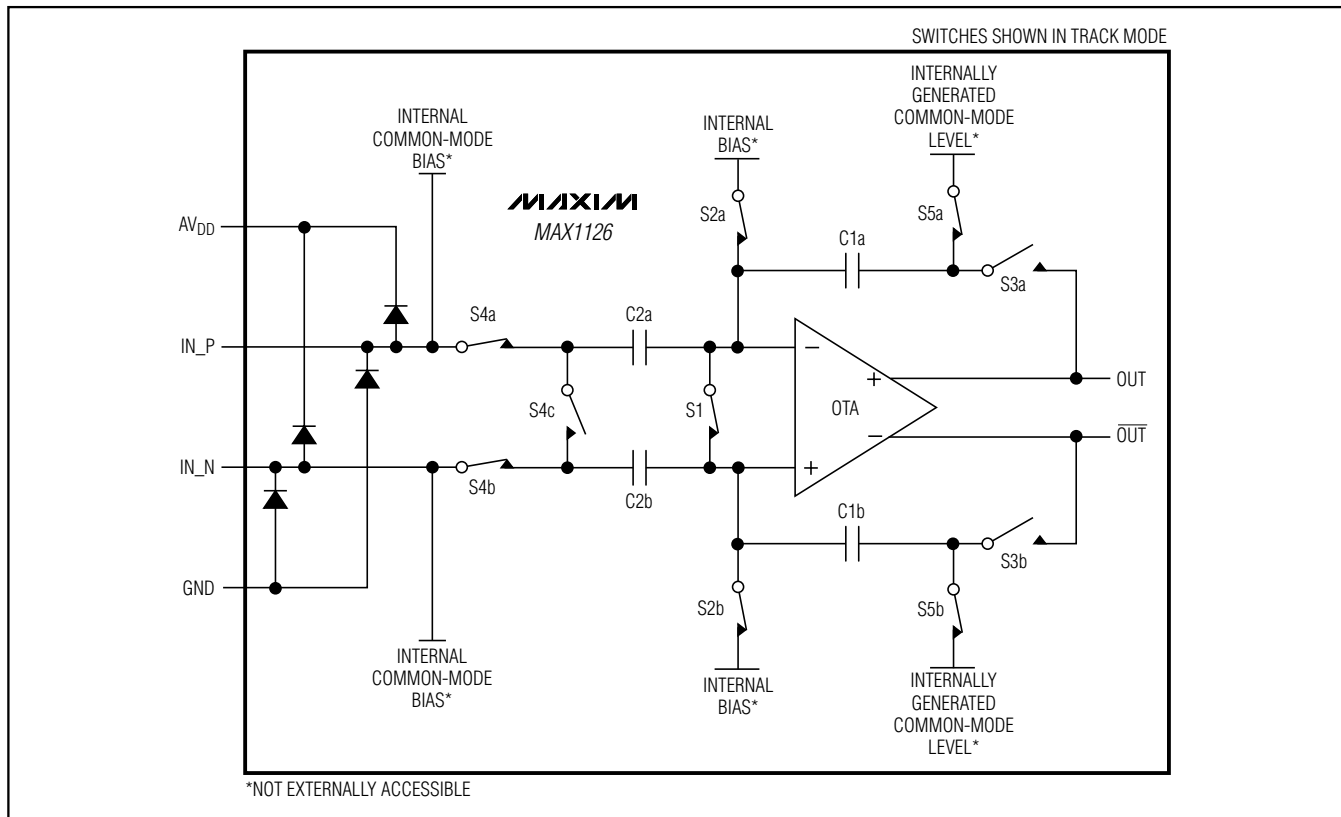 SWITCHES SHOWN IN TRACK MODE
INTERNAL
COMMON-MODE
BIAS*
INTERNAL
BIAS*
INTERNALLY
GENERATED
COMMON-MODE
LEVEL*
MAXIM
MAX1126
AVDD
S2a
S5a
C1a
S3a
IN_P
S4a
C2a
S4c
S1
−
+
OTA
OUT
−
OUT
IN_N
S4b
C2b
+
C1b
S3b
GND
S2b
S5b
INTERNAL
COMMON-MODE
BIAS*
INTERNAL
BIAS*
INTERNALLY
GENERATED
COMMON-MODE
LEVEL*
*NOT EXTERNALLY ACCESSIBLE